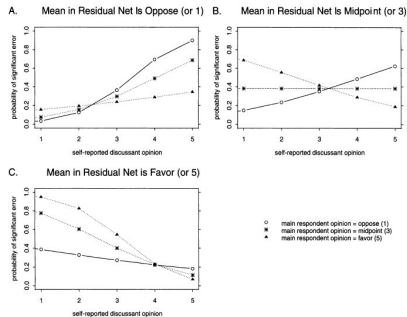 A. Mean in Residual Net Is Oppose (or 1)
probability of significant error
0.0 0.2 0.4 0.6 0.8 1.0
1 2 3 4 5
self-reported discussant opinion
B. Mean in Residual Net Is Midpoint (or 3)
probability of significant error
0.0 0.2 0.4 0.6 0.8 1.0
1 2 3 4 5
self-reported discussant opinion
C. Mean in Residual Net is Favor (or 5)
probability of significant error
0.0 0.2 0.4 0.6 0.8 1.0
1 2 3 4 5
self-reported discussant opinion
main respondent opinion = oppose (1)
main respondent opinion = midpoint (3)
main respondent opinion = favor (5)